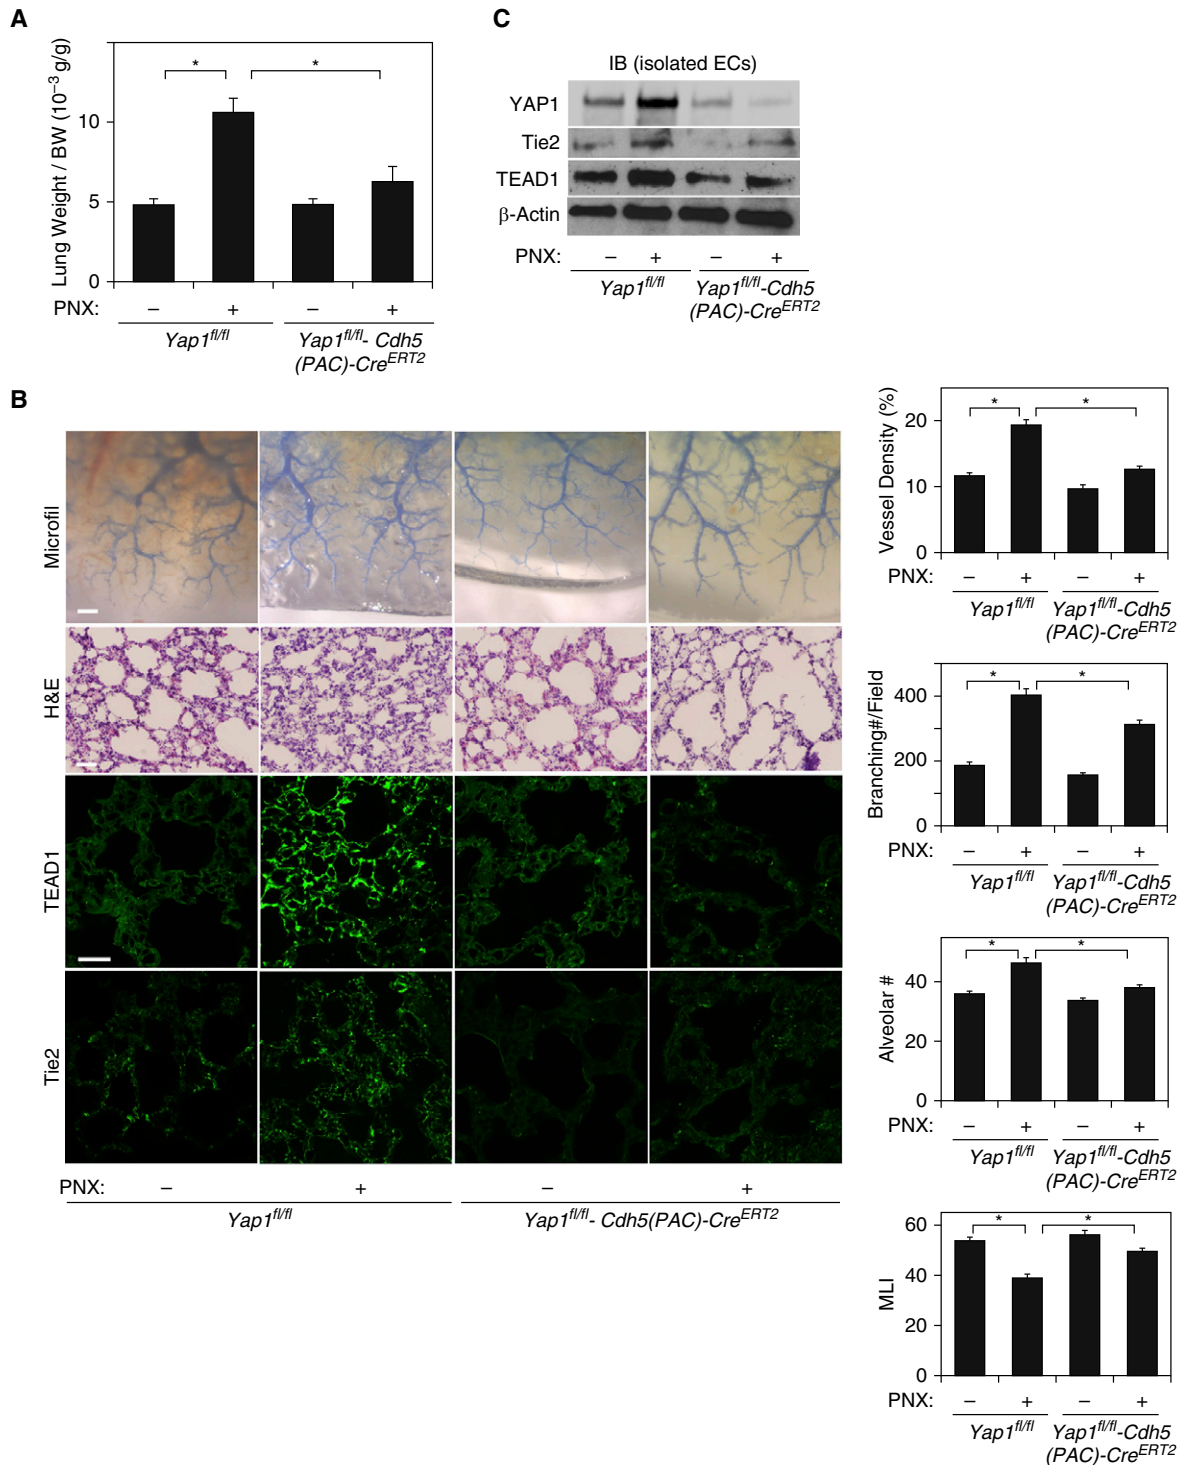 A
Lung Weight / BW (10⁻³ g/g)
10
5
0
*
*
PNX:
– + – +
Yap1ᶠˡ/ᶠˡ
Yap1ᶠˡ/ᶠˡ- Cdh5
(PAC)-Creᴱᴿᵀ²
C
IB (isolated ECs)
YAP1
Tie2
TEAD1
β-Actin
PNX: – + – +
Yap1ᶠˡ/ᶠˡ
Yap1ᶠˡ/ᶠˡ-Cdh5
(PAC)-Creᴱᴿᵀ²
B
Microfil
H&E
TEAD1
Tie2
PNX: – + – +
Yap1ᶠˡ/ᶠˡ
Yap1ᶠˡ/ᶠˡ- Cdh5(PAC)-Creᴱᴿᵀ²
Vessel Density (%)
20
10
0
*
*
PNX: – + – +
Yap1ᶠˡ/ᶠˡ
Yap1ᶠˡ/ᶠˡ-Cdh5
(PAC)-Creᴱᴿᵀ²
Branching#/Field
400
200
0
*
*
PNX: – + – +
Yap1ᶠˡ/ᶠˡ
Yap1ᶠˡ/ᶠˡ-Cdh5
(PAC)-Creᴱᴿᵀ²
Alveolar #
40
20
0
*
*
PNX: – + – +
Yap1ᶠˡ/ᶠˡ
Yap1ᶠˡ/ᶠˡ-Cdh5
(PAC)-Creᴱᴿᵀ²
MLI
60
40
20
0
*
*
PNX: – + – +
Yap1ᶠˡ/ᶠˡ
Yap1ᶠˡ/ᶠˡ-Cdh5
(PAC)-Creᴱᴿᵀ²